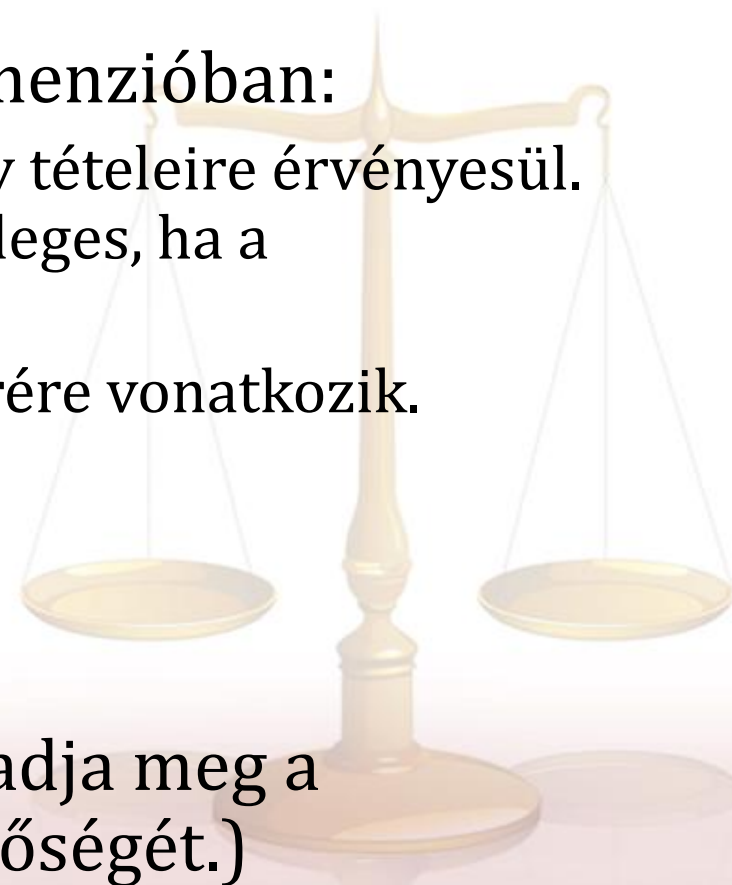 nenzióban:
y tételeire érvényesül.
leges, ha a
rére vonatkozik.
adja meg a
őségét.)